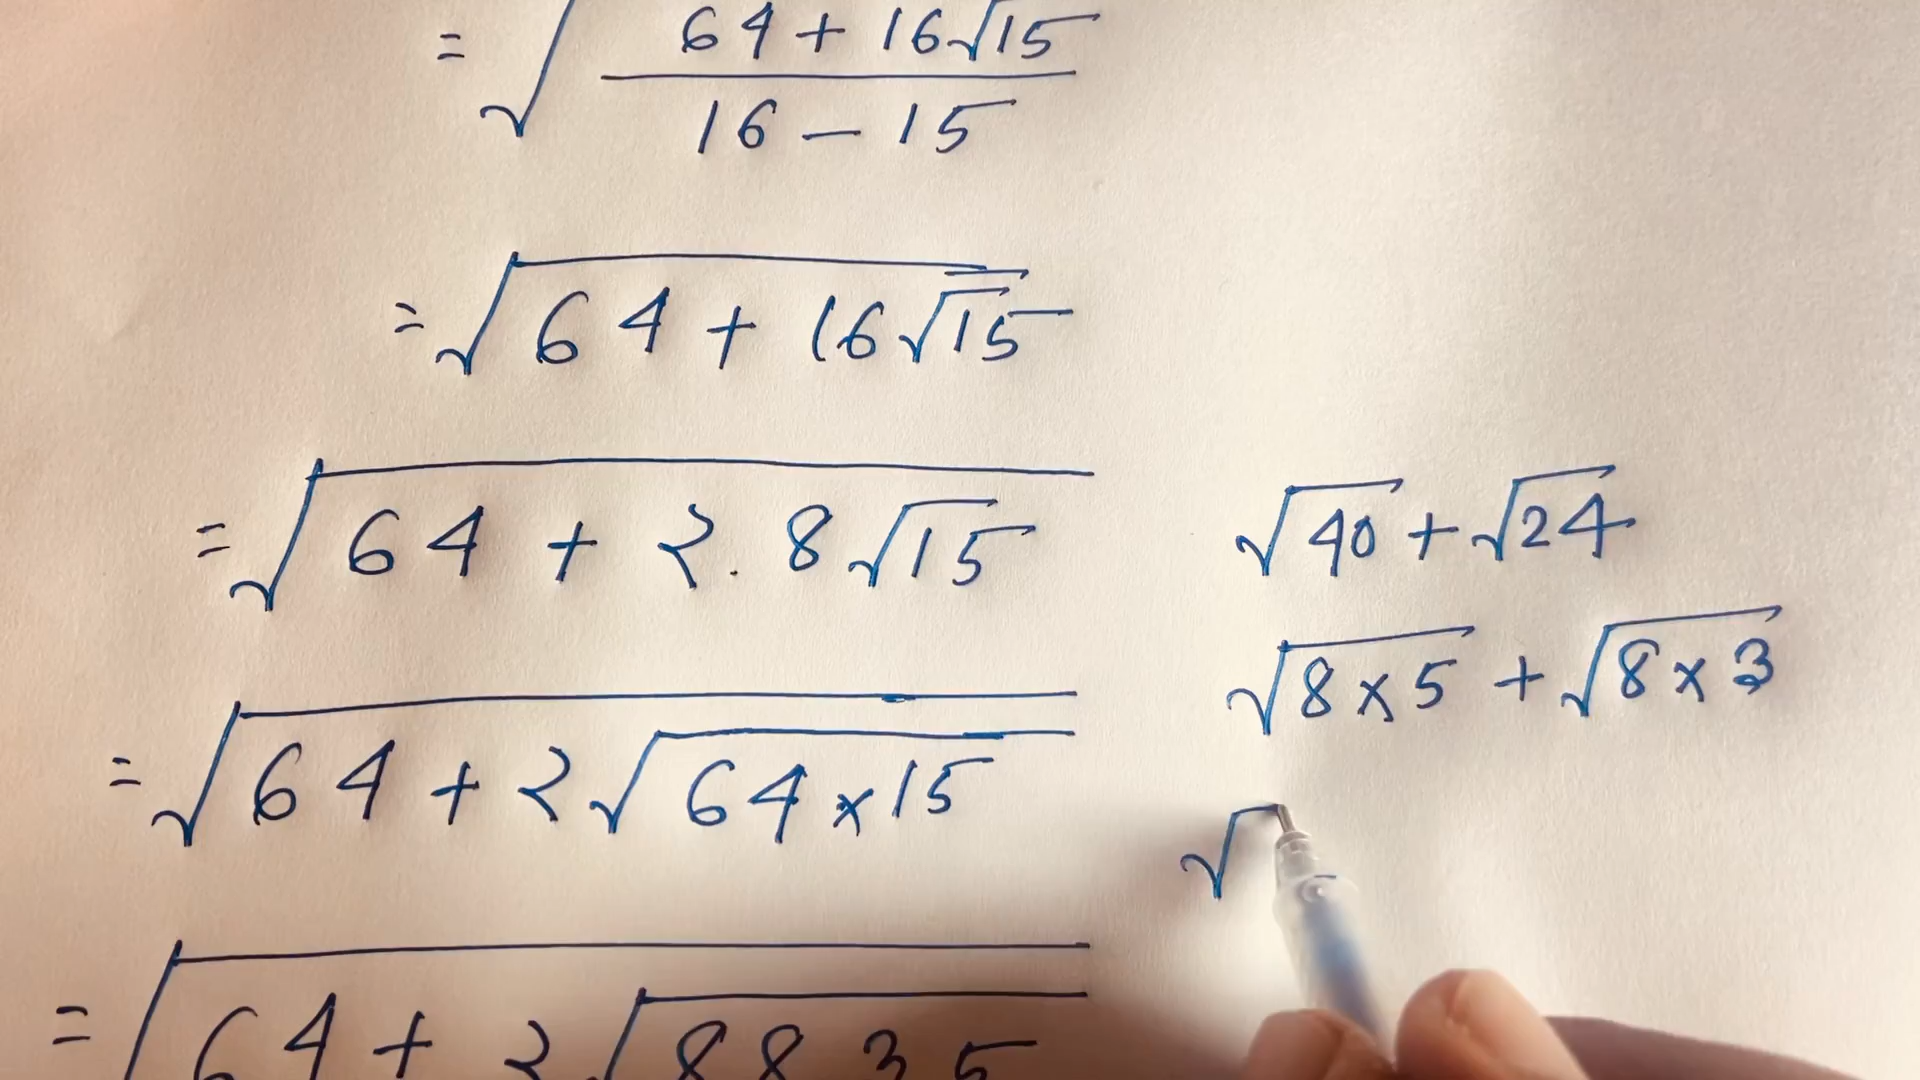 = √ 64 + 16√15
16 - 15
= √64 + 16√15
= √64 + 2.8√15
= √64 + 2√64×15
= √64 + 2√8 8 3 5
√40 + √24
√8×5 + √8×3
√